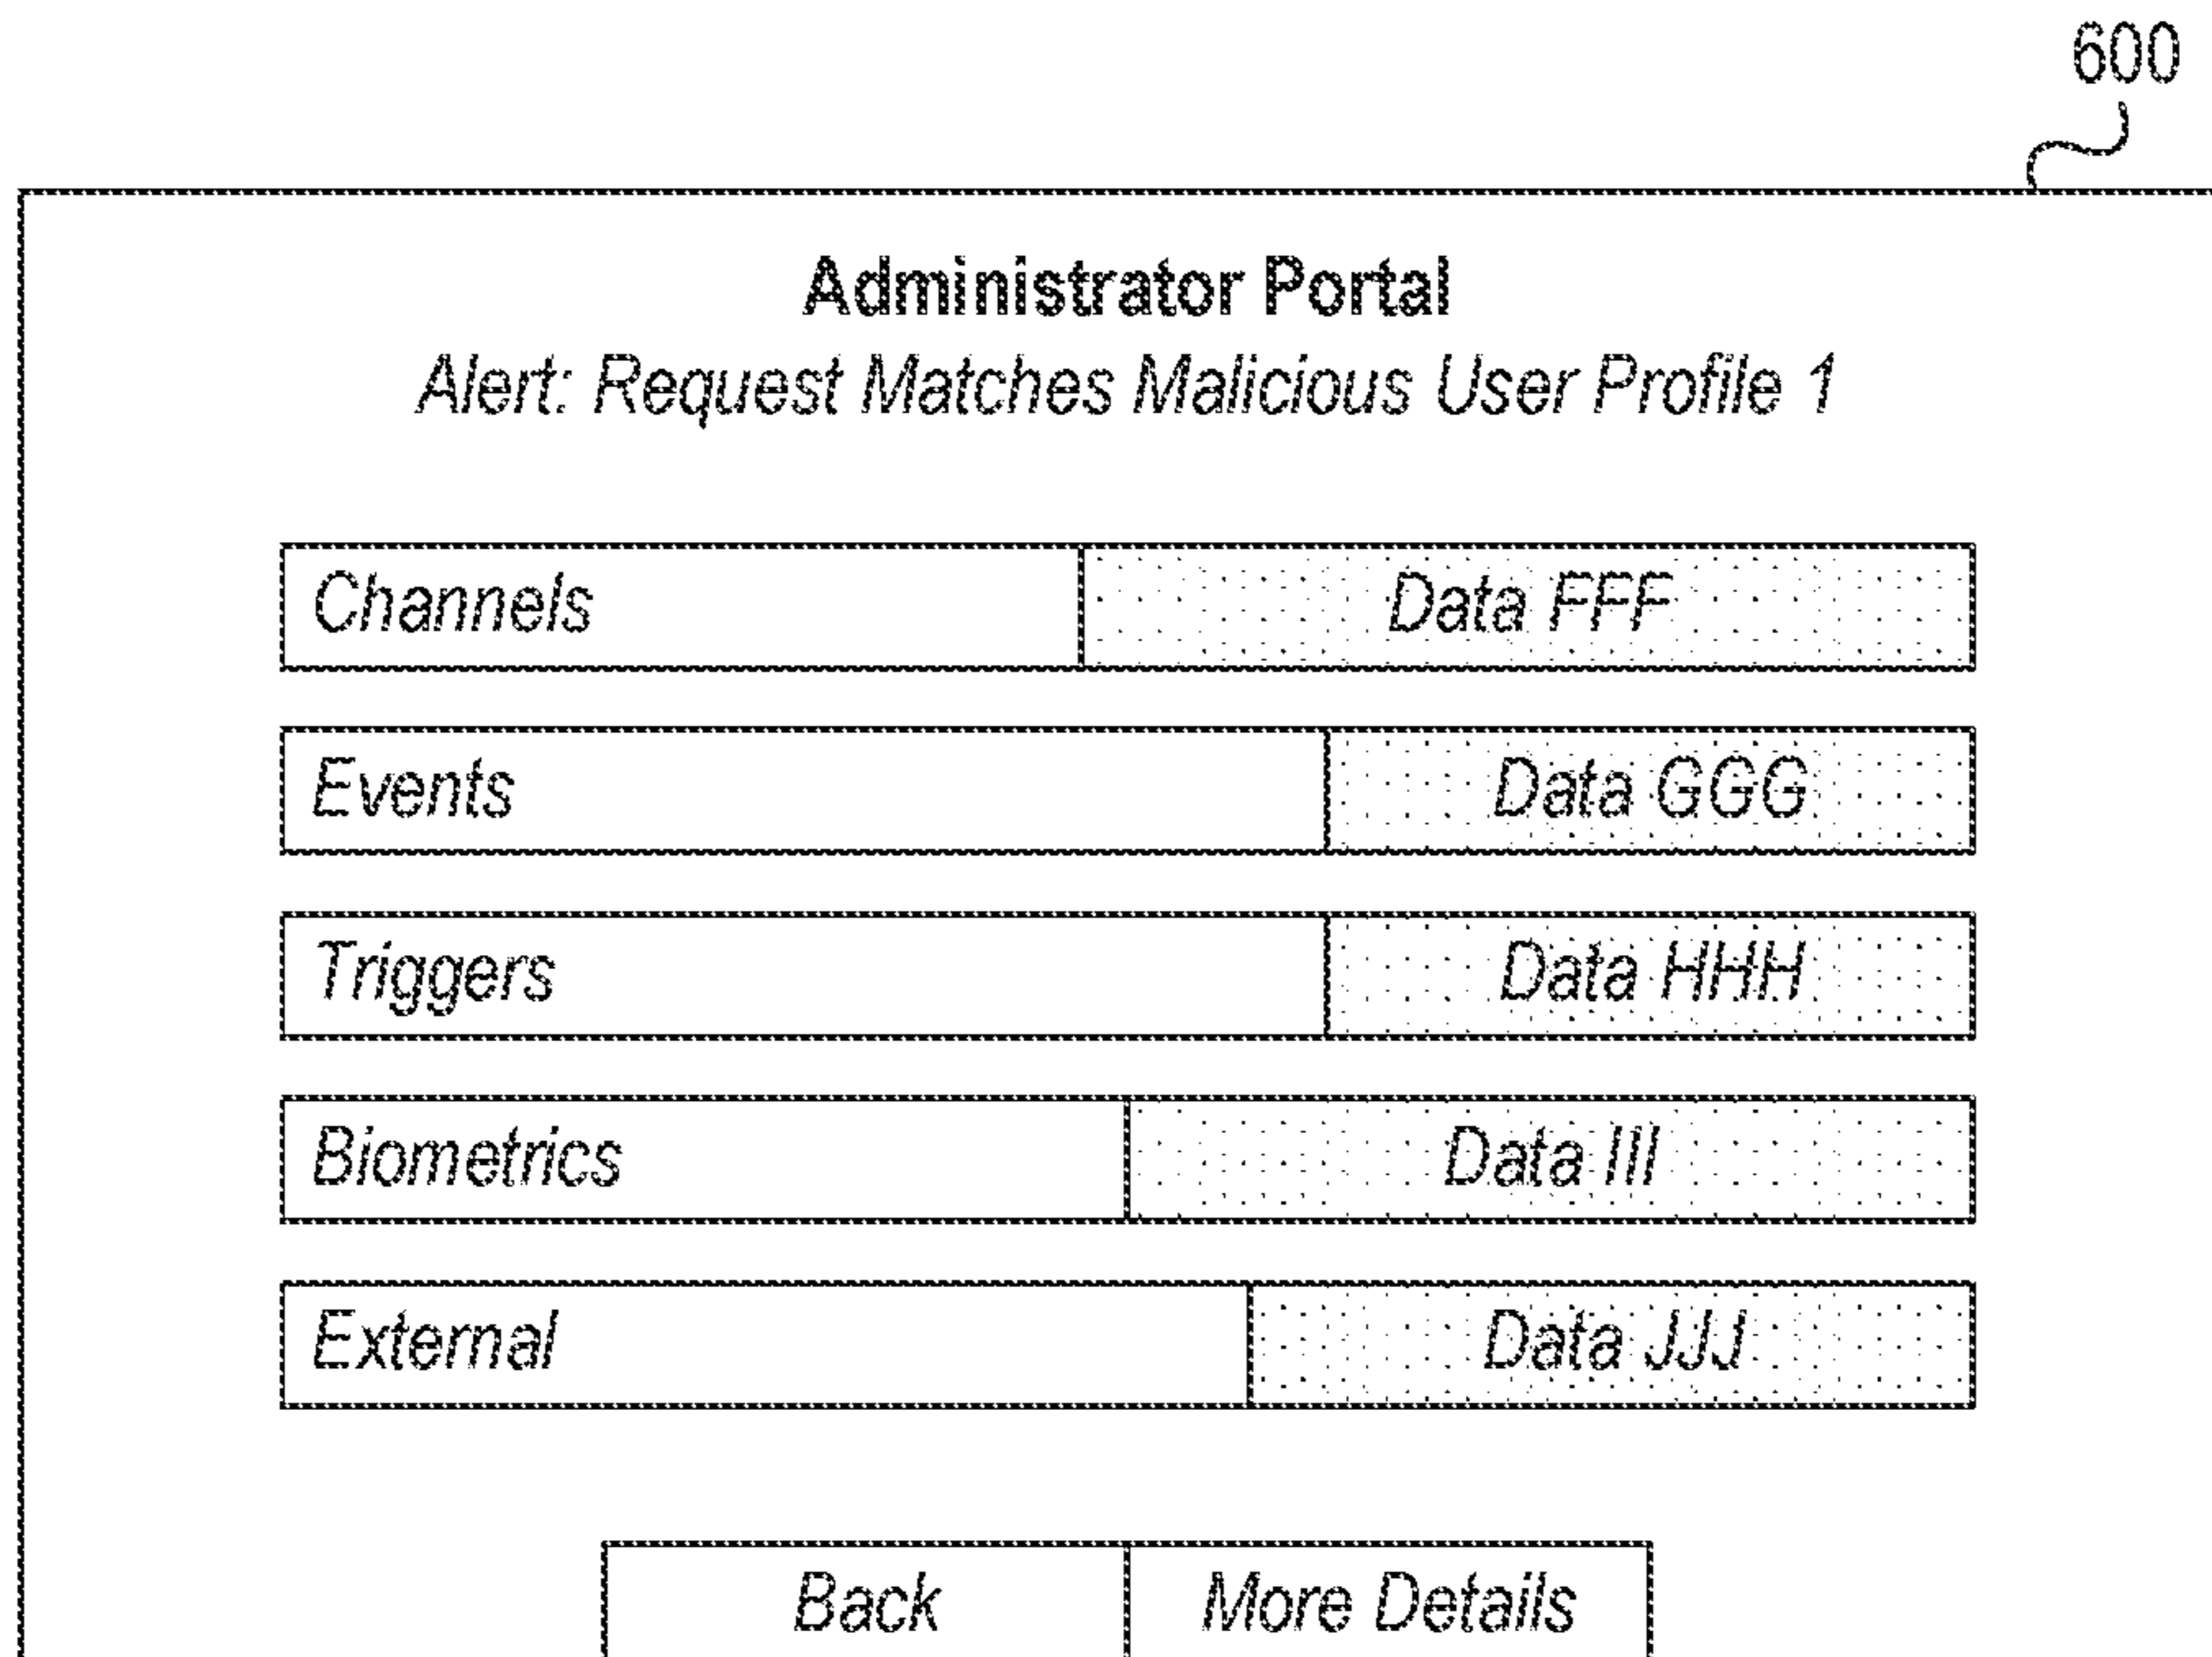 600
Administrator Portal
Alert: Request Matches Malicious User Profile 1
Channels Data FFF
Events Data GGG
Triggers Data HHH
Biometrics Data III
External Data JJJ
Back More Details